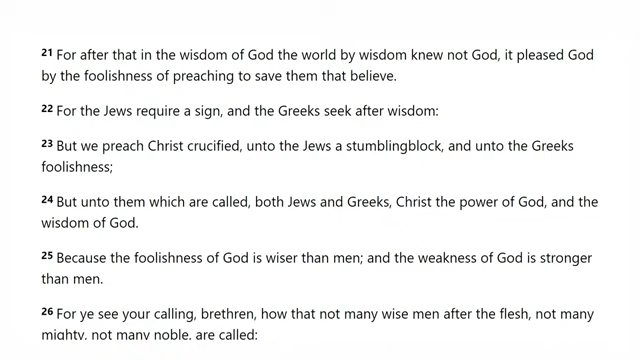 21 For after that in the wisdom of God the world by wisdom knew not God, it pleased God
by the foolishness of preaching to save them that believe.
22 For the Jews require a sign, and the Greeks seek after wisdom:
23 But we preach Christ crucified, unto the Jews a stumblingblock, and unto the Greeks
foolishness;
24 But unto them which are called, both Jews and Greeks, Christ the power of God, and the
wisdom of God.
25 Because the foolishness of God is wiser than men; and the weakness of God is stronger
than men.
26 For ye see your calling, brethren, how that not many wise men after the flesh, not many
mighty, not many noble, are called: